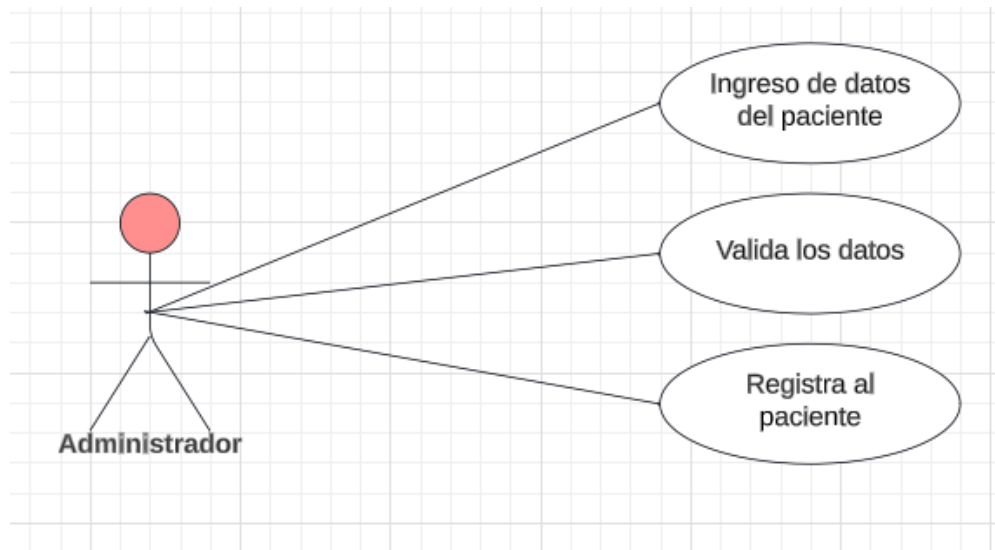 Ingreso de datos
del paciente
Valida los datos
Registra al
paciente
Administrador